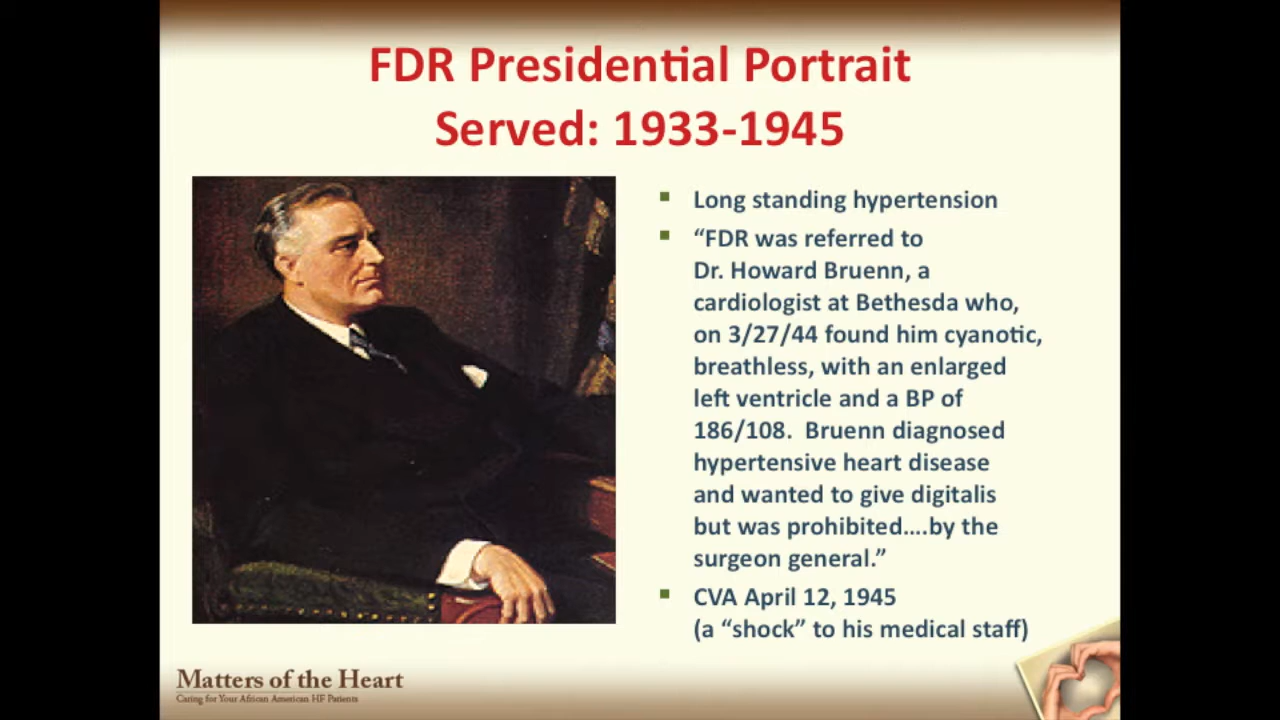 FDR Presidential Portrait
Served: 1933-1945
Long standing hypertension
“FDR was referred to
Dr. Howard Bruenn, a
cardiologist at Bethesda who,
on 3/27/44 found him cyanotic,
breathless, with an enlarged
left ventricle and a BP of
186/108.  Bruenn diagnosed
hypertensive heart disease
and wanted to give digitalis
but was prohibited....by the
surgeon general.”
CVA April 12, 1945
(a “shock” to his medical staff)
Matters of the Heart
Caring for Your African American HF Patients